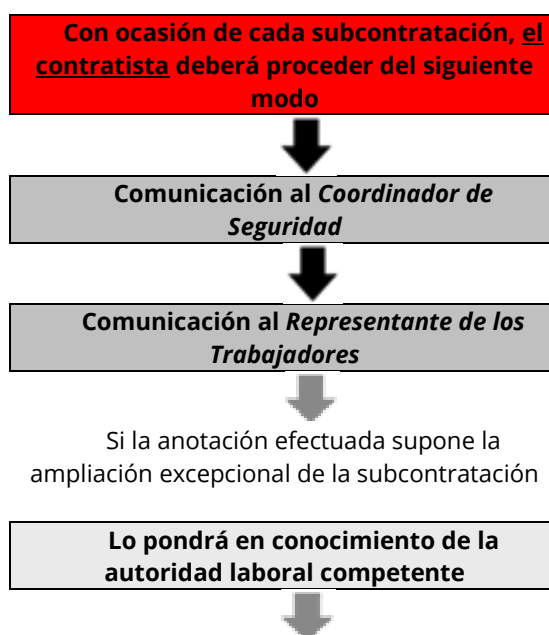 Con ocasión de cada subcontratación, el
contratista deberá proceder del siguiente
modo
Comunicación al Coordinador de
Seguridad
Comunicación al Representante de los
Trabajadores
Si la anotación efectuada supone la
ampliación excepcional de la subcontratación
Lo pondrá en conocimiento de la
autoridad laboral competente